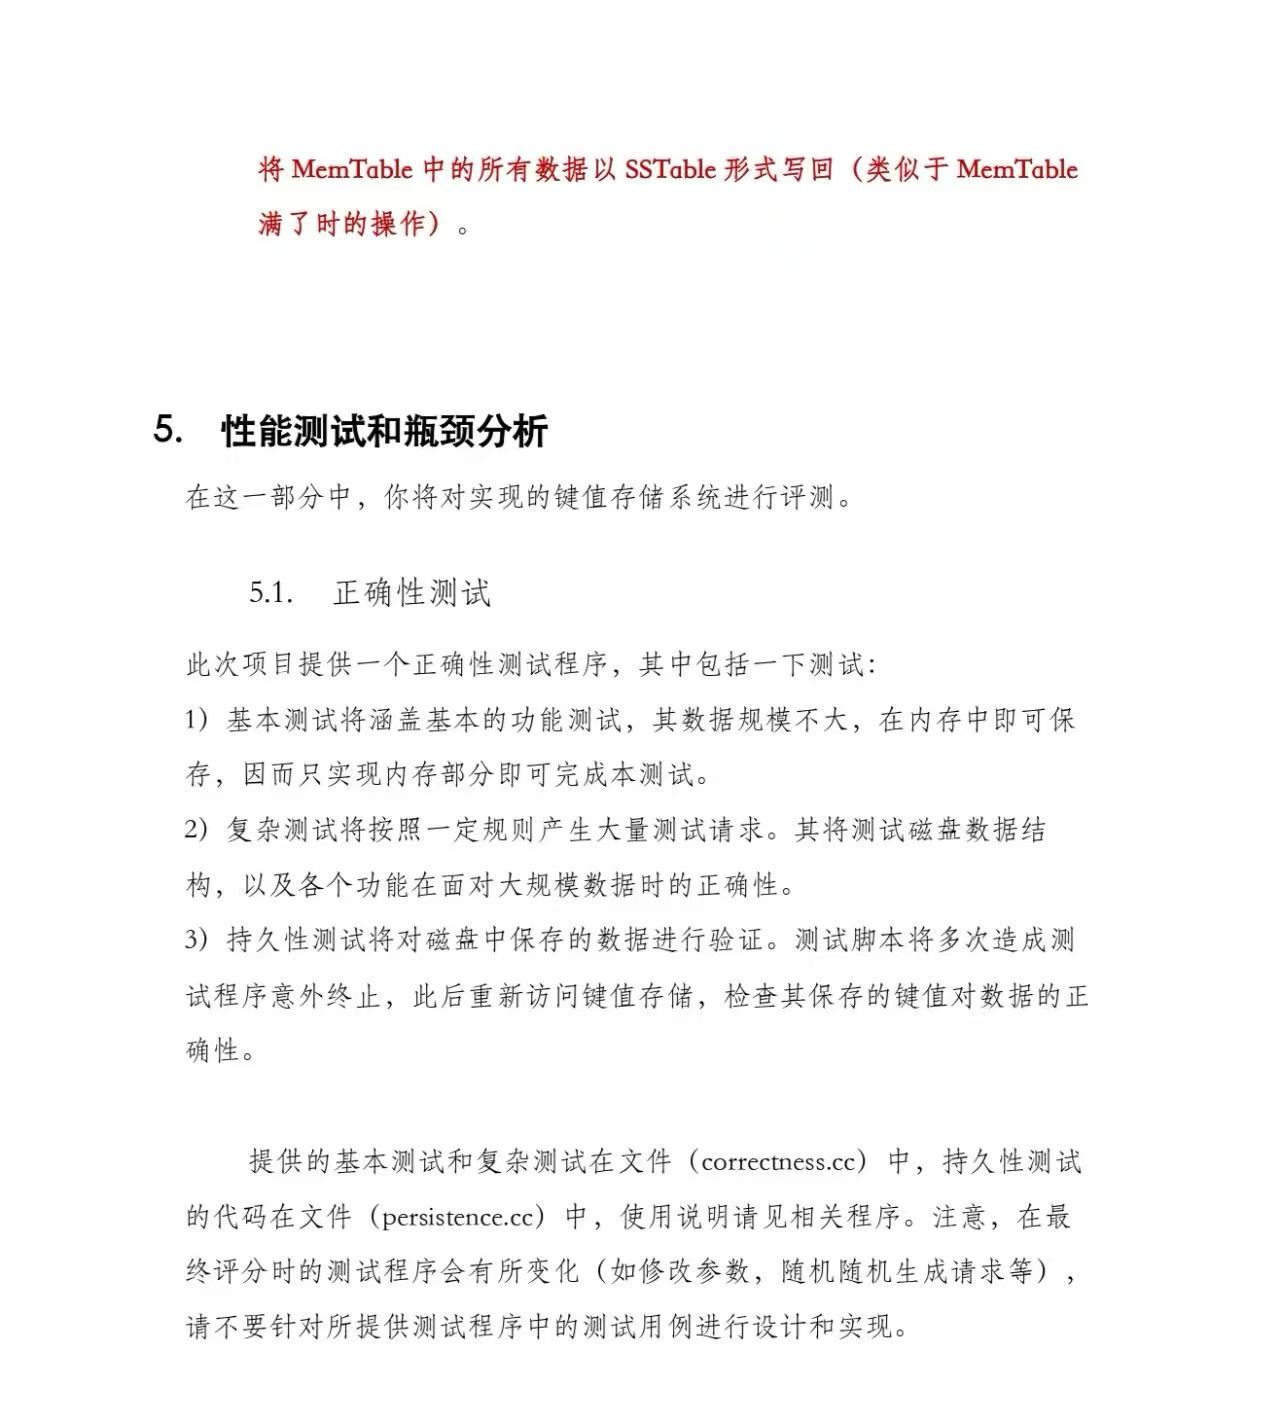 将 MemTable 中的所有数据以 SSTable 形式写回（类似于 MemTable
满了时的操作）。
5. 性能测试和瓶颈分析
在这一部分中，你将对实现的键值存储系统进行评测。
5.1. 正确性测试
此次项目提供一个正确性测试程序，其中包括一下测试：
1）基本测试将涵盖基本的功能测试，其数据规模不大，在内存中即可保
存，因而只实现内存部分即可完成本测试。
2）复杂测试将按照一定规则产生大量测试请求。其将测试磁盘数据结
构，以及各个功能在面对大规模数据时的正确性。
3）持久性测试将对磁盘中保存的数据进行验证。测试脚本将多次造成测
试程序意外终止，此后重新访问键值存储，检查其保存的键值对数据的正
确性。
提供的基本测试和复杂测试在文件（correctness.cc）中，持久性测试
的代码在文件（persistence.cc）中，使用说明请见相关程序。注意，在最
终评分时的测试程序会有所变化（如修改参数，随机随机生成请求等），
请不要针对所提供测试程序中的测试用例进行设计和实现。